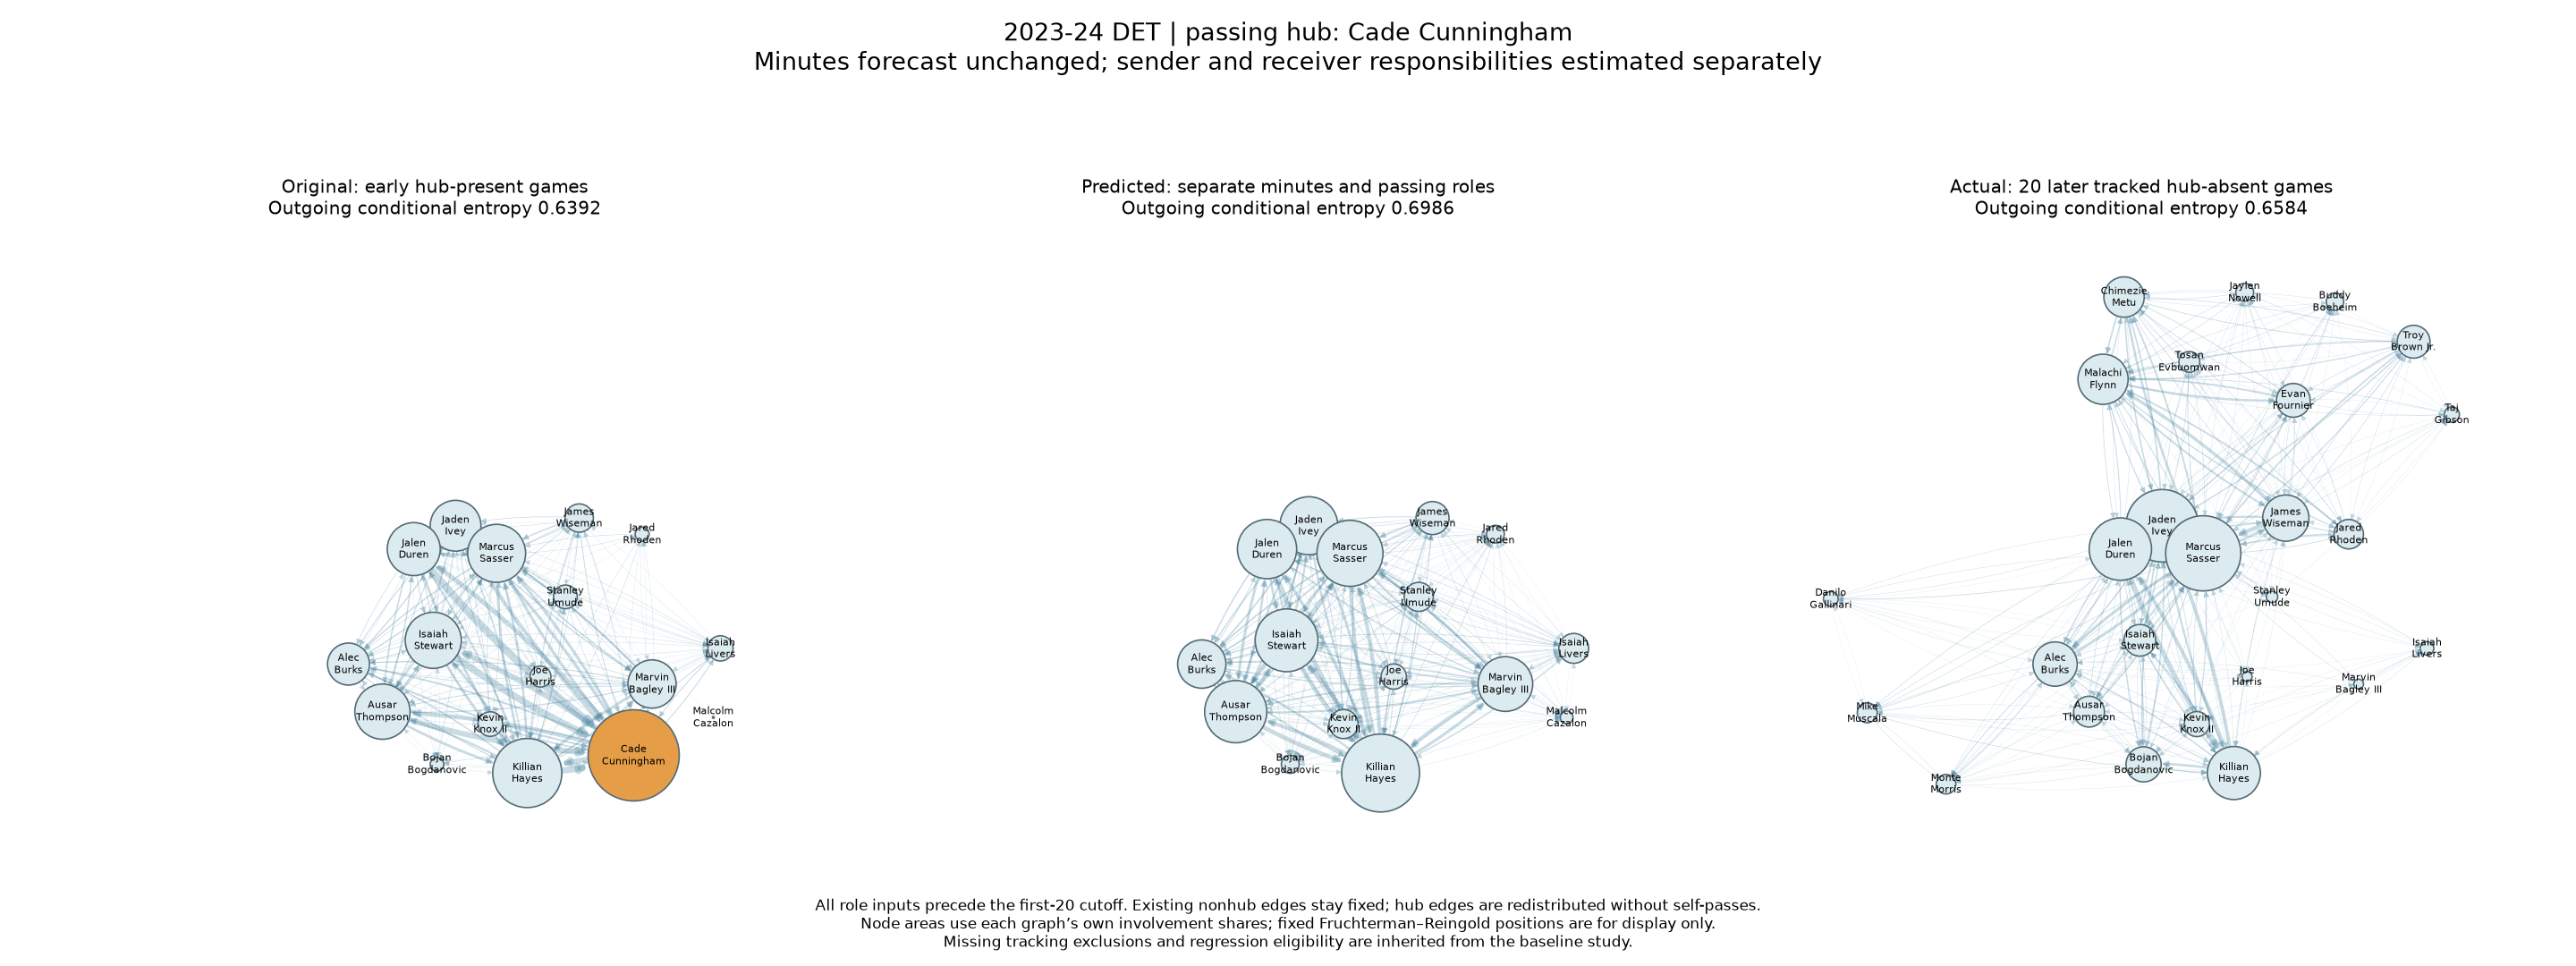 2023-24 DET | passing hub: Cade Cunningham
Minutes forecast unchanged; sender and receiver responsibilities estimated separately
Original: early hub-present games
Outgoing conditional entropy 0.6392
Jaden
Ivey
Jalen
Duren
Marcus
Sasser
James
Wiseman
Jared
Rhoden
Stanley
Umude
Isaiah
Stewart
Alec
Burks
Joe
Harris
Isaiah
Livers
Marvin
Bagley III
Ausar
Thompson
Kevin
Knox II
Malcolm
Cazalon
Cade
Cunningham
Bojan
Bogdanovic
Killian
Hayes
Predicted: separate minutes and passing roles
Outgoing conditional entropy 0.6986
Jaden
Ivey
Jalen
Duren
Marcus
Sasser
James
Wiseman
Jared
Rhoden
Stanley
Umude
Isaiah
Stewart
Alec
Burks
Joe
Harris
Isaiah
Livers
Marvin
Bagley III
Ausar
Thompson
Kevin
Knox II
Malcolm
Cazalon
Bojan
Bogdanovic
Killian
Hayes
Actual: 20 later tracked hub-absent games
Outgoing conditional entropy 0.6584
Chimezie
Metu
Jaylen
Nowell
Buddy
Boeheim
Troy
Brown Jr.
Tosan
Evbuomwan
Malachi
Flynn
Evan
Fournier
Taj
Gibson
Jaden
Ivey
Jalen
Duren
Marcus
Sasser
James
Wiseman
Jared
Rhoden
Danilo
Gallinari
Stanley
Umude
Isaiah
Stewart
Alec
Burks
Joe
Harris
Isaiah
Livers
Marvin
Bagley III
Mike
Muscala
Ausar
Thompson
Kevin
Knox II
Bojan
Bogdanovic
Killian
Hayes
Monte
Morris
All role inputs precede the first-20 cutoff. Existing nonhub edges stay fixed; hub edges are redistributed without self-passes.
Node areas use each graph’s own involvement shares; fixed Fruchterman–Reingold positions are for display only.
Missing tracking exclusions and regression eligibility are inherited from the baseline study.